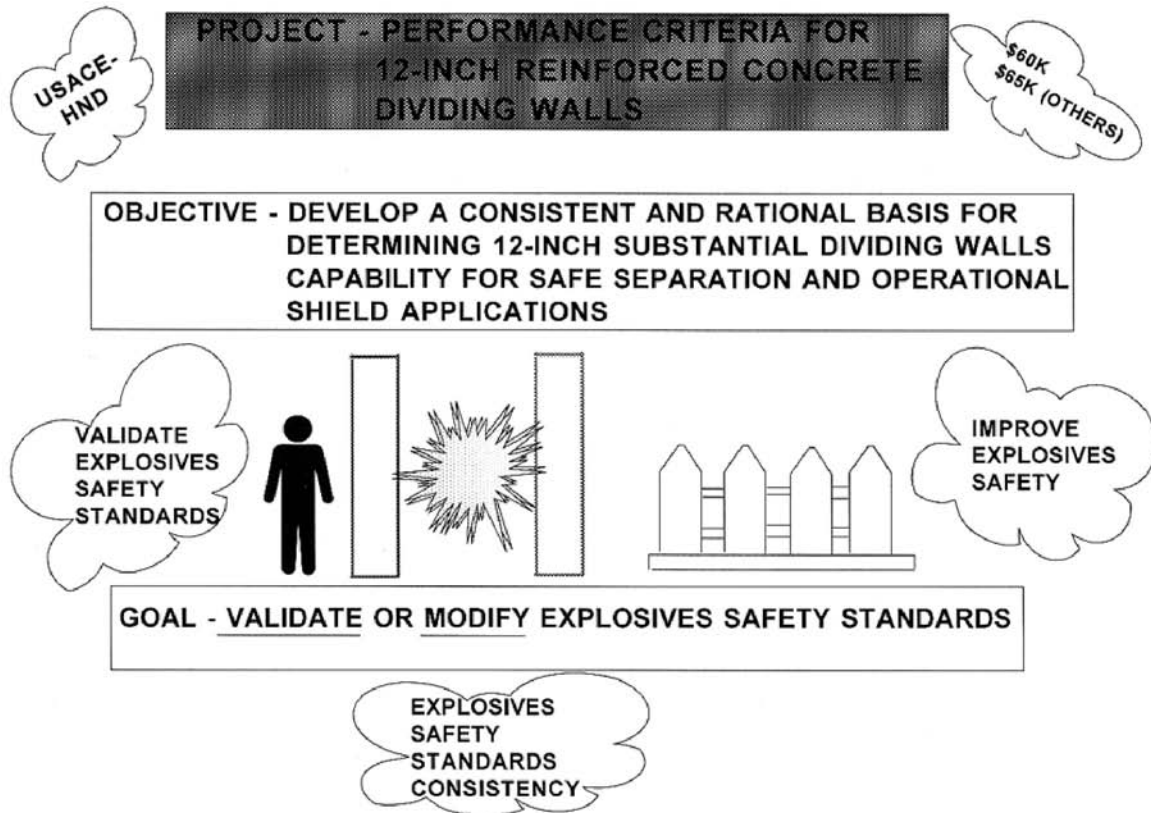 USACE-
HND
PROJECT - PERFORMANCE CRITERIA FOR
12-INCH REINFORCED CONCRETE
DIVIDING WALLS
$60K
$65K (OTHERS)
OBJECTIVE - DEVELOP A CONSISTENT AND RATIONAL BASIS FOR
DETERMINING 12-INCH SUBSTANTIAL DIVIDING WALLS
CAPABILITY FOR SAFE SEPARATION AND OPERATIONAL
SHIELD APPLICATIONS
VALIDATE
EXPLOSIVES
SAFETY
STANDARDS
IMPROVE
EXPLOSIVES
SAFETY
GOAL - VALIDATE OR MODIFY EXPLOSIVES SAFETY STANDARDS
EXPLOSIVES
SAFETY
STANDARDS
CONSISTENCY